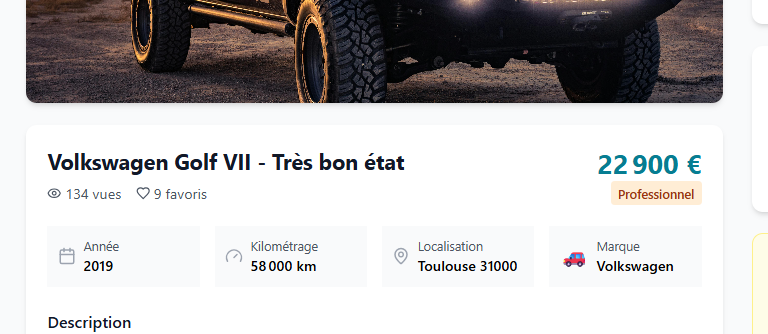 Volkswagen Golf VII - Très bon état
22 900 €
134 vues 9 favoris
Professionnel
Année
2019
Kilométrage
58 000 km
Localisation
Toulouse 31000
Marque
Volkswagen
Description